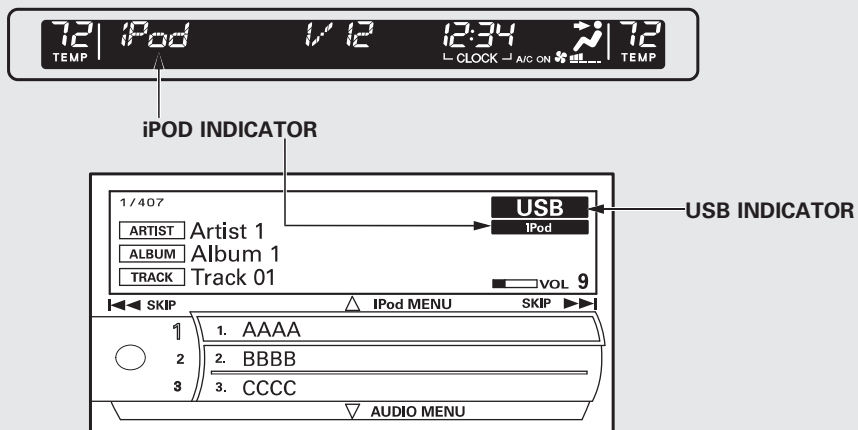 72 iPod 1/12 12:34 72
TEMP CLOCK A/C ON TEMP
iPOD INDICATOR
1/407 USB
iPod
USB INDICATOR
ARTIST Artist 1
ALBUM Album 1
TRACK Track 01
VOL 9
SKIP iPod MENU SKIP
1 1. AAAA
2 2. BBBB
3 3. CCCC
AUDIO MENU